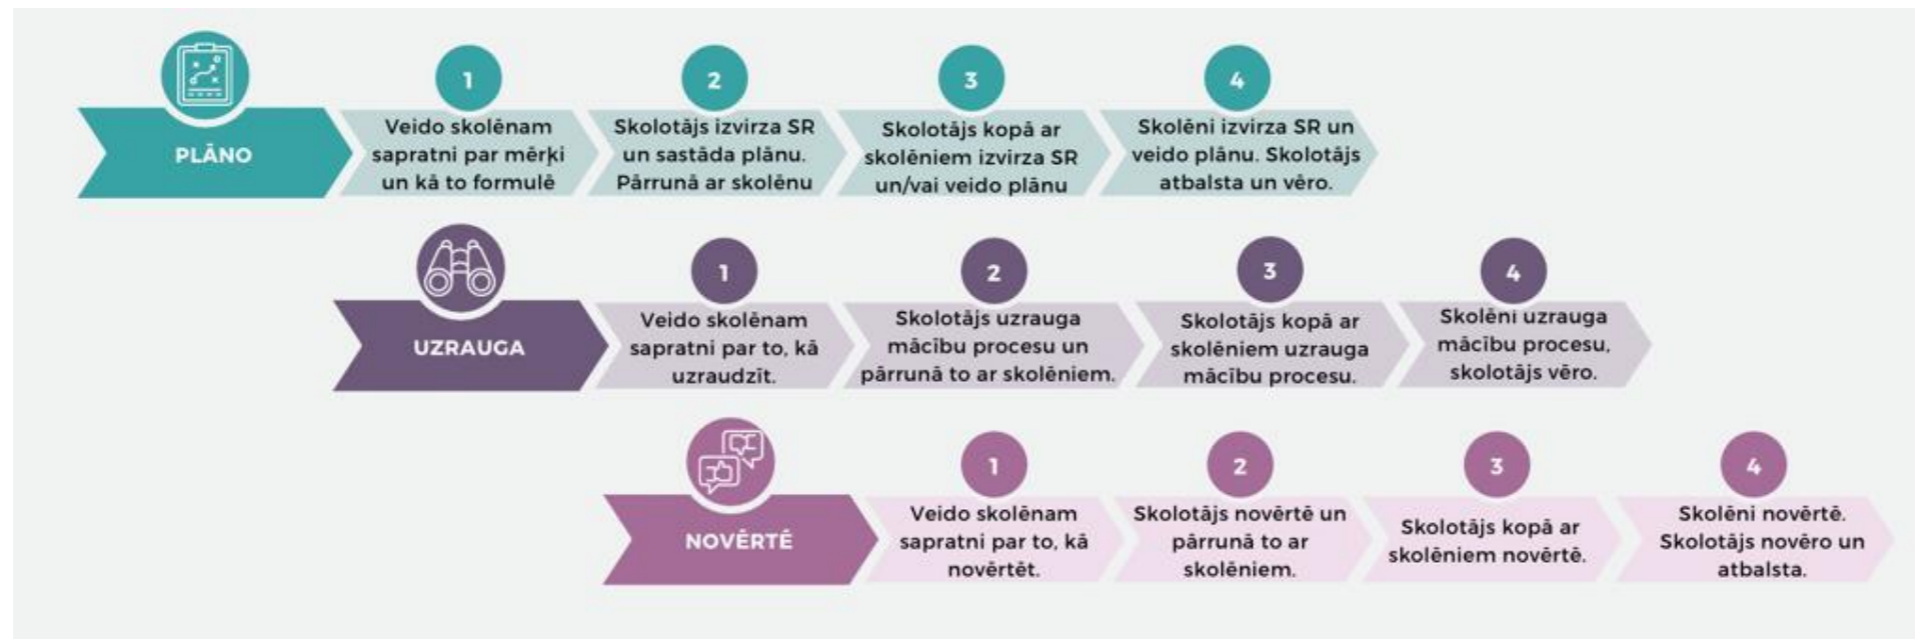 PLĀNO
1
Veido skolēnam
sapratni par mērķi
un kā to formulē
2
Skolotājs izvirza SR
un sastāda plānu.
Pārrunā ar skolēnu
3
Skolotājs kopā ar
skolēniem izvirza SR
un/vai veido plānu
4
Skolēni izvirza SR un
veido plānu. Skolotājs
atbalsta un vēro.
UZRAUGA
1
Veido skolēnam
sapratni par to, kā
uzraudzīt.
2
Skolotājs uzrauga
mācību procesu un
pārrunā to ar skolēniem.
3
Skolotājs kopā ar
skolēniem uzrauga
mācību procesu.
4
Skolēni uzrauga
mācību procesu,
skolotājs vēro.
NOVĒRTĒ
1
Veido skolēnam
sapratni par to, kā
novērtēt.
2
Skolotājs novērtē un
pārrunā to ar
skolēniem.
3
Skolotājs kopā ar
skolēniem novērtē.
4
Skolēni novērtē.
Skolotājs novēro un
atbalsta.